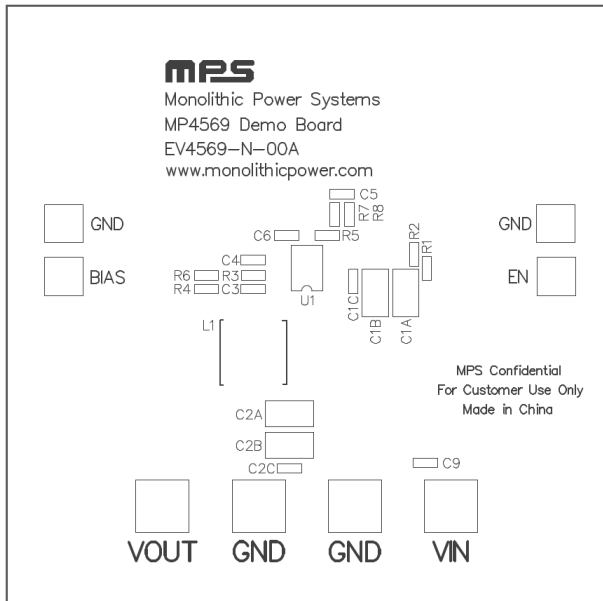 MPS
Monolithic Power Systems
MP4569 Demo Board
EV4569-N-00A
www.monolithicpower.com
C5
R7
R8
GND
C6
R5
GND
R2
R1
C4
BIAS
R6
R3
EN
R4
C3
U1
C1C
C1B
C1A
L1
MPS Confidential
For Customer Use Only
Made in China
C2A
C2B
C2C
C9
VOUT
GND
GND
VIN